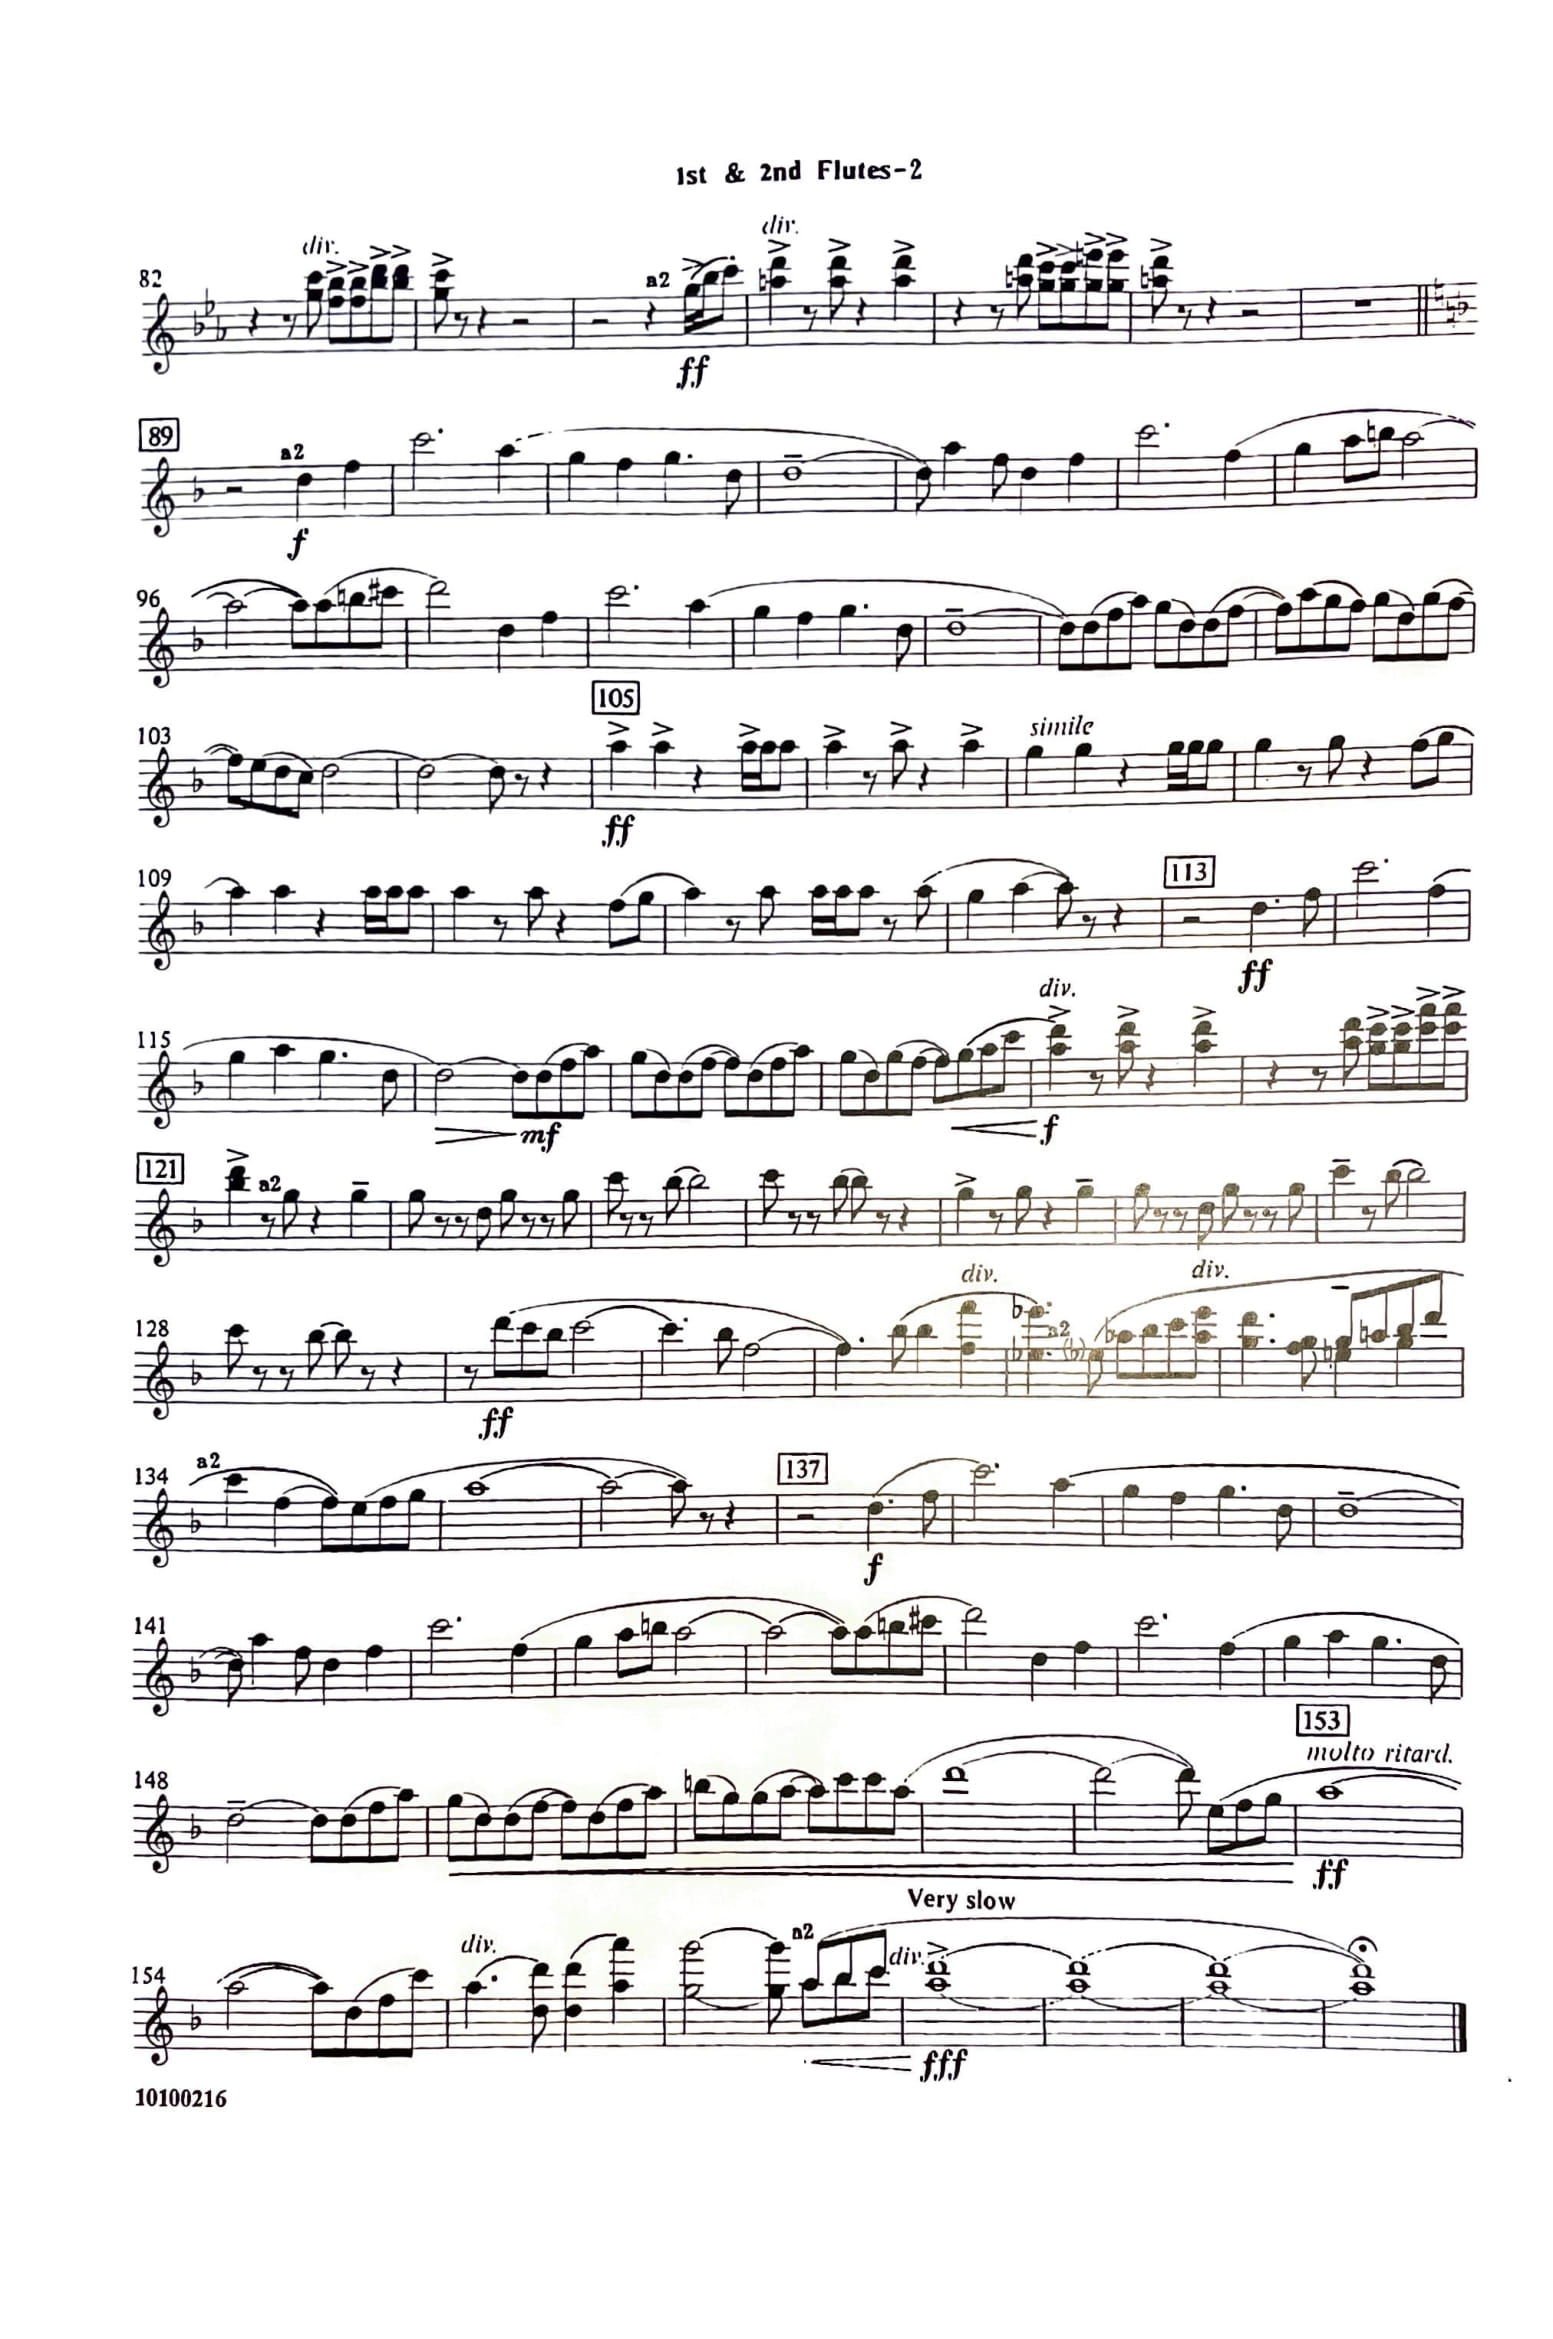 1st & 2nd Flutes-2
div. div.
82 a2
ff
89 a2
f
96
105
103 simile
ff
109 113
ff
div.
115
mf f
121 a2
div. div.
128 a2
ff
a2 137
134
f
141
153
molto ritard.
148
ff
Very slow
div. a2 div.
154
fff
10100216